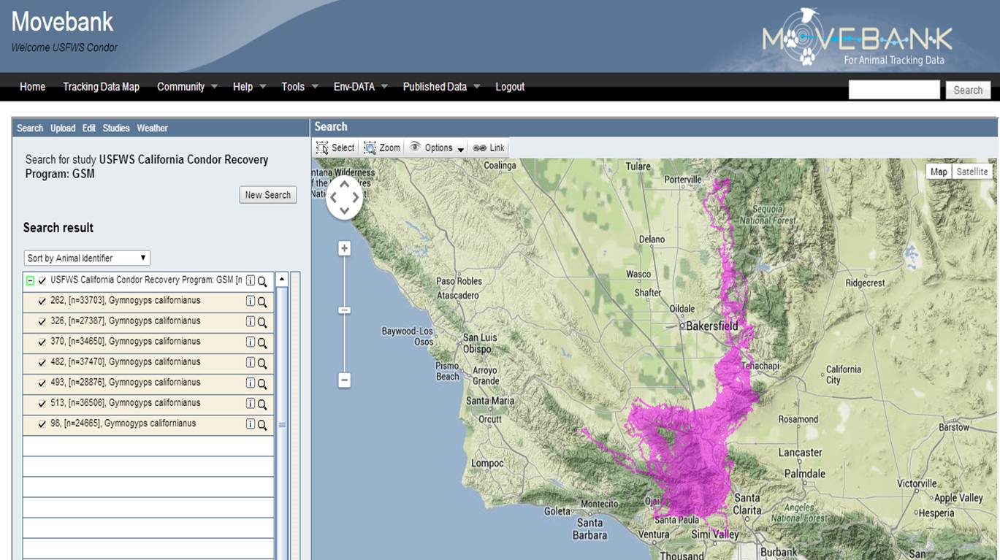 Movebank
Welcome USFWS Condor
MOVEBANK
For Animal Tracking Data
Home Tracking Data Map Community Help Tools Env-DATA Published Data Logout
Search
Search Upload Edit Studies Weather
Search for study USFWS California Condor Recovery
Program: GSM
New Search
Search result
Sort by Animal Identifier
USFWS California Condor Recovery Program: GSM [n
262, [n=33703], Gymnogyps californianus
326, [n=27387], Gymnogyps californianus
370, [n=34650], Gymnogyps californianus
482, [n=37470], Gymnogyps californianus
493, [n=28876], Gymnogyps californianus
513, [n=36506], Gymnogyps californianus
98, [n=24665], Gymnogyps californianus
Search
Select Zoom Options Link
Map Satellite
Coalinga
Tulare
ntana Wilderness
Porterville
Sequoia
National Forest
Delano
Wasco
Shafter
Ridgecrest
Paso Robles
Atascadero
Oildale
Bakersfield
Baywood-Los
Osos
San Luis
Obispo
Pismo
Beach
Arroyo
Grande
Tehachapi
California
City
Santa Maria
Orcutt
Rosamond
Barstow
Lancaster
Lompoc
Palmdale
Victorville
Apple Valley
Hesperia
Ojai
Montecito
Goleta
Santa
Barbara
Santa Paula
Santa
Clarita
Angeles
National Forest
Ventura
Simi Valley
Thousand
Burbank
San